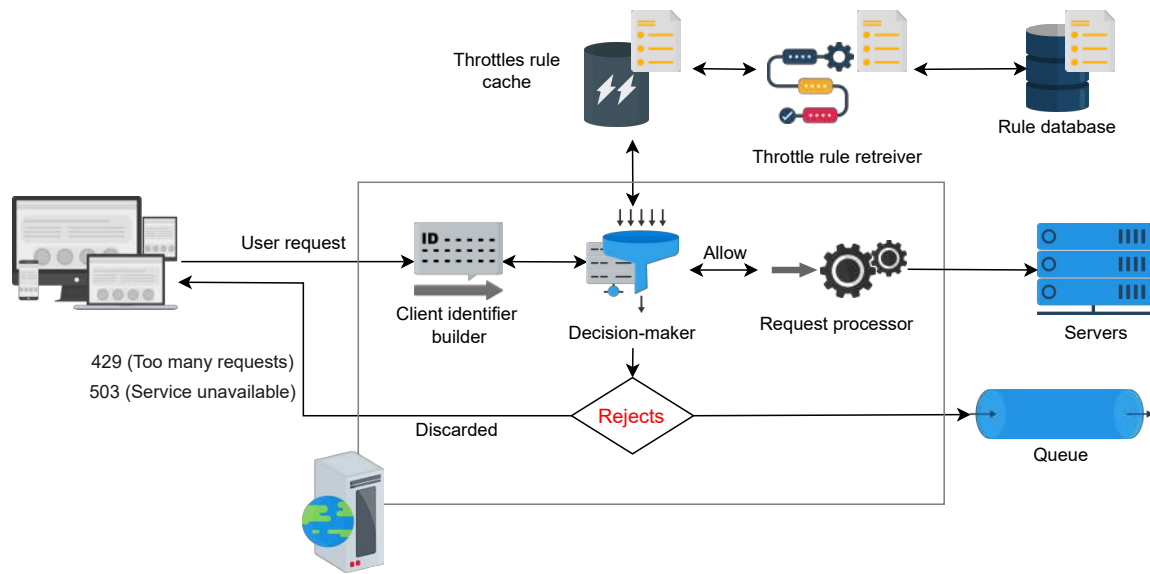 Throttles rule
cache
Rule database
Throttle rule retreiver
User request
ID
Allow
Client identifier
builder
Decision-maker
Request processor
Servers
429 (Too many requests)
503 (Service unavailable)
Rejects
Discarded
Queue